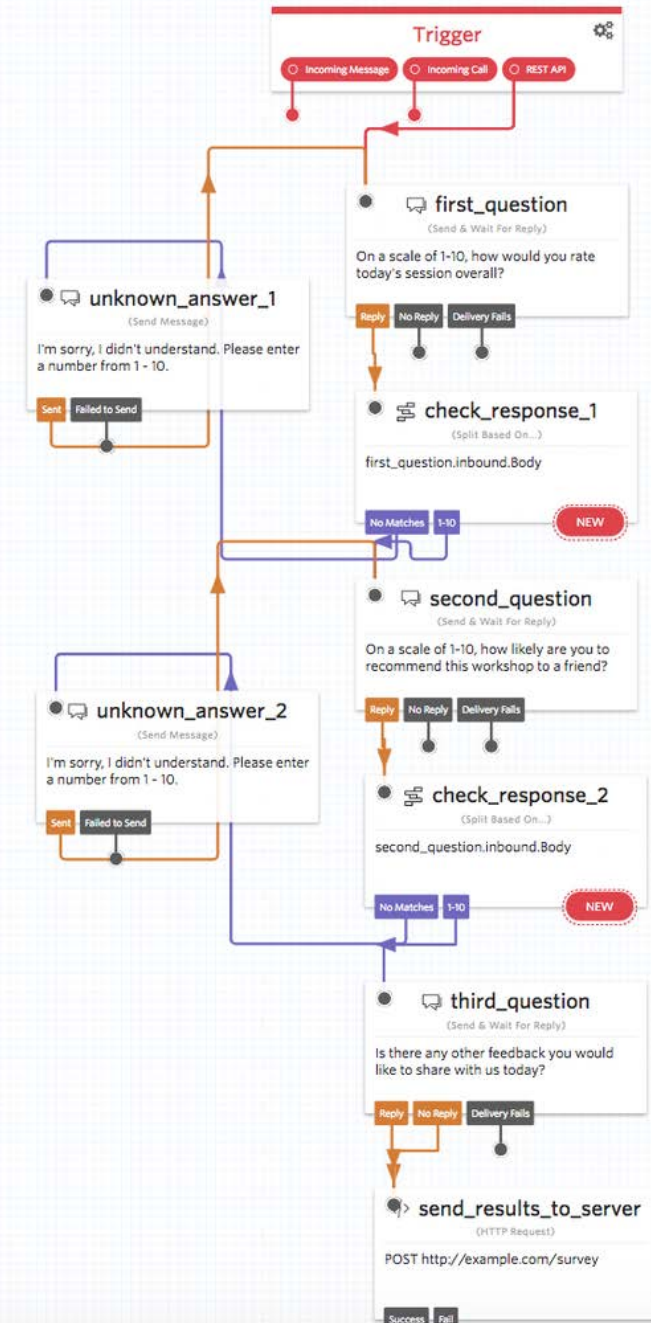 Trigger
Incoming Message
Incoming Call
REST API
first_question
(Send & Wait For Reply)
On a scale of 1-10, how would you rate
today's session overall?
Reply
No Reply
Delivery Fails
unknown_answer_1
(Send Message)
I'm sorry, I didn't understand. Please enter
a number from 1 - 10.
Sent
Failed to Send
check_response_1
(Split Based On...)
first_question.inbound.Body
No Matches
1-10
NEW
second_question
(Send & Wait For Reply)
On a scale of 1-10, how likely are you to
recommend this workshop to a friend?
Reply
No Reply
Delivery Fails
unknown_answer_2
(Send Message)
I'm sorry, I didn't understand. Please enter
a number from 1 - 10.
Sent
Failed to Send
check_response_2
(Split Based On...)
second_question.inbound.Body
No Matches
1-10
NEW
third_question
(Send & Wait For Reply)
Is there any other feedback you would
like to share with us today?
Reply
No Reply
Delivery Fails
send_results_to_server
(HTTP Request)
POST http://example.com/survey
Success
Fail